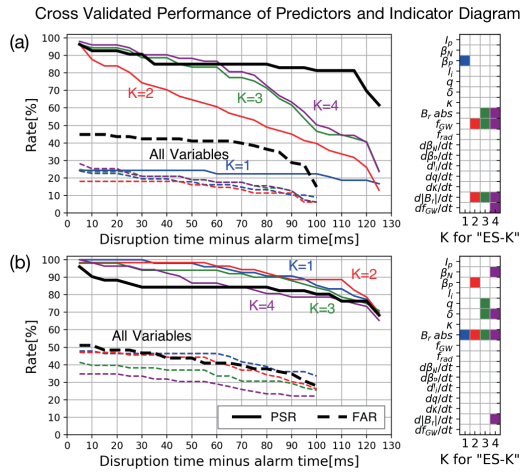 Cross Validated Performance of Predictors and Indicator Diagram
(a)
100
90
80
70
60
50
40
30
20
10
0
Rate[%]
K=2
K=3
K=4
All Variables
K=1
0 10 20 30 40 50 60 70 80 90 100 110 120 130
Disruption time minus alarm time[ms]
I_p
β_N
β_P
l_i
q
δ
κ
B_r abs
f_GW
f_rad
dβ_N/dt
dβ_P/dt
dl_i/dt
dq/dt
dκ/dt
d|B_r|/dt
df_GW/dt
1 2 3 4
K for "ES-K"
(b)
100
90
80
70
60
50
40
30
20
10
0
Rate[%]
K=1
K=2
K=4
K=3
All Variables
PSR
FAR
0 10 20 30 40 50 60 70 80 90 100 110 120 130
Disruption time minus alarm time[ms]
I_p
β_N
β_P
l_i
q
δ
κ
B_r abs
f_GW
f_rad
dβ_N/dt
dβ_P/dt
dl_i/dt
dq/dt
dκ/dt
d|B_r|/dt
df_GW/dt
1 2 3 4
K for "ES-K"